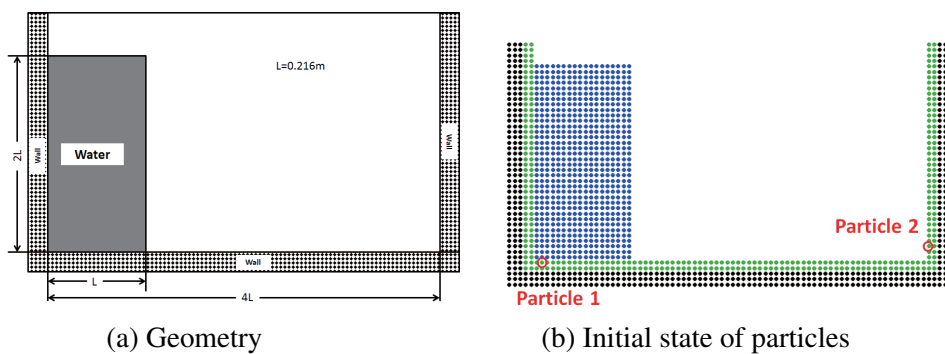 L=0.216m
2L
Wall
Water
Wall
Wall
L
4L
Particle 2
Particle 1
(a) Geometry
(b) Initial state of particles